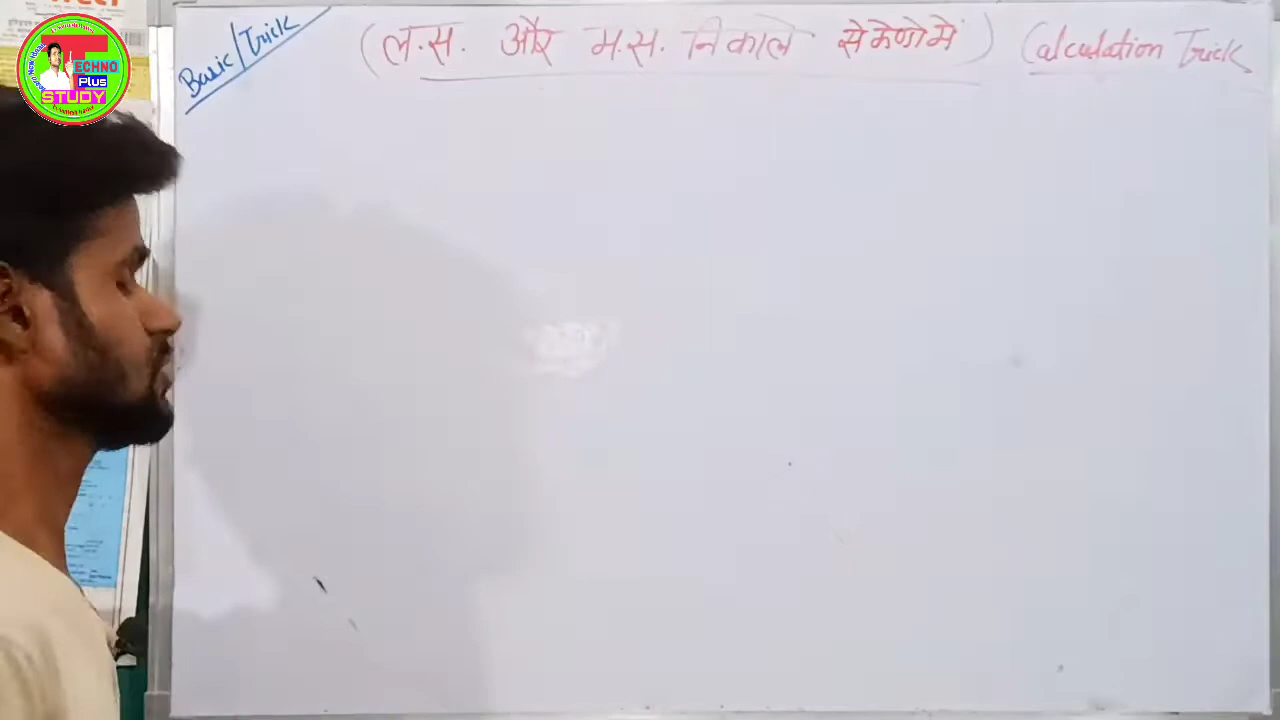 TECHNO
Plus
STUDY
Basic/Trick
(ल.स. और म.स. निकाल सेकेण्डो में) Calculation Trick